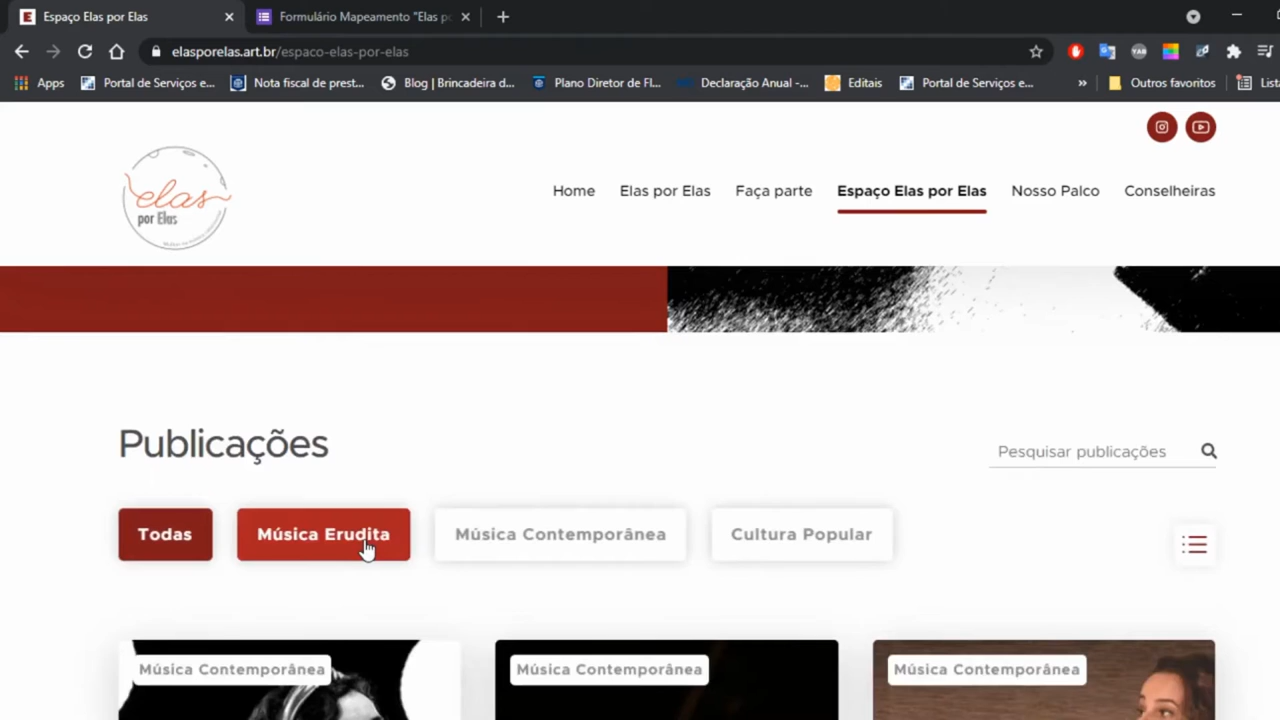 Espaço Elas por Elas
Formulário Mapeamento "Elas po
elasporelas.art.br/espaco-elas-por-elas
Apps
Portal de Serviços e...
Nota fiscal de prest...
Blog | Brincadeira d...
Plano Diretor de Fl...
Declaração Anual -...
Editais
Portal de Serviços e...
»
Outros favoritos
List
elas
por Elas
Home
Elas por Elas
Faça parte
Espaço Elas por Elas
Nosso Palco
Conselheiras
Publicações
Pesquisar publicações
Todas
Música Erudita
Música Contemporânea
Cultura Popular
Música Contemporânea
Música Contemporânea
Música Contemporânea